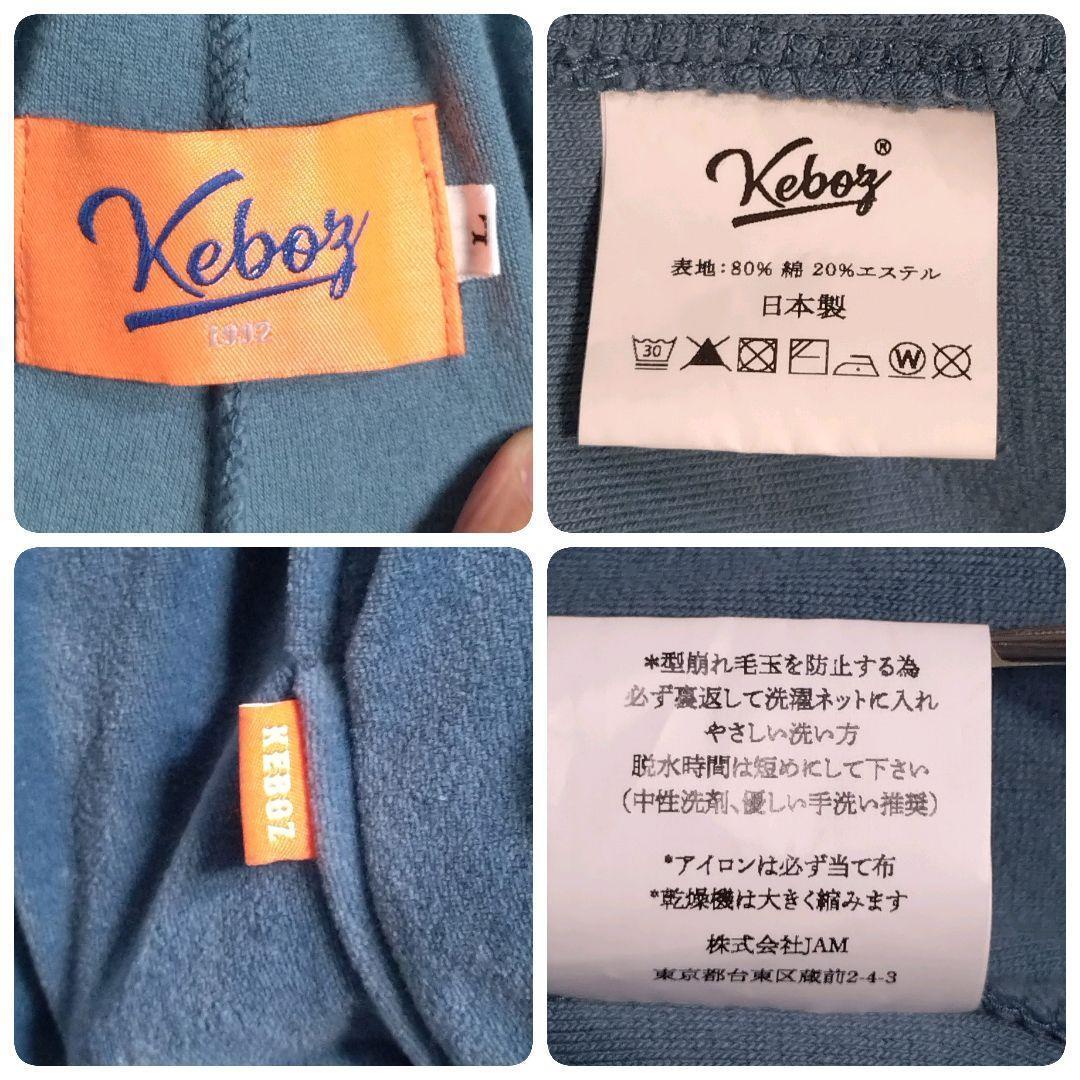 Keboz
L
Keboz®
表地:80% 綿 20%エステル
日本製
30
W
KEBOZ
*型崩れ毛玉を防止する為
必ず裏返して洗濯ネットに入れ
やさしい洗い方
脱水時間は短めにして下さい
(中性洗剤、優しい手洗い推奨)
*アイロンは必ず当て布
*乾燥機は大きく縮みます
株式会社JAM
東京都台東区蔵前2-4-3